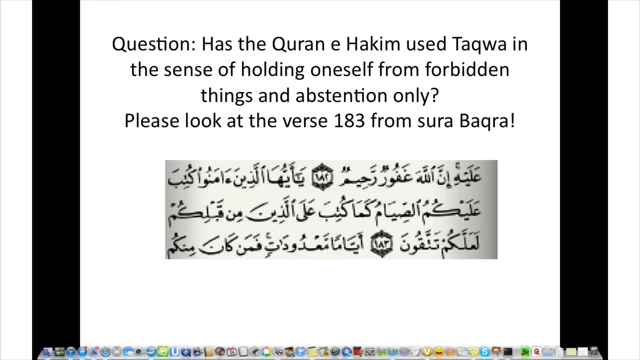 Question: Has the Quran e Hakim used Taqwa in
the sense of holding oneself from forbidden
things and abstention only?
Please look at the verse 183 from sura Baqra!
عَلَيْهِ إِنَّ اللَّهَ غَفُورٌ رَّحِيمٌ ١٨٢ يَا أَيُّهَا الَّذِينَ ءَامَنُوا كُتِبَ
عَلَيْكُمُ الصِّيَامُ كَمَا كُتِبَ عَلَى الَّذِينَ مِن قَبْلِكُمْ
لَعَلَّكُمْ تَتَّقُونَ ١٨٣ أَيَّامًا مَّعْدُودَاتٍ فَمَن كَانَ مِنكُم